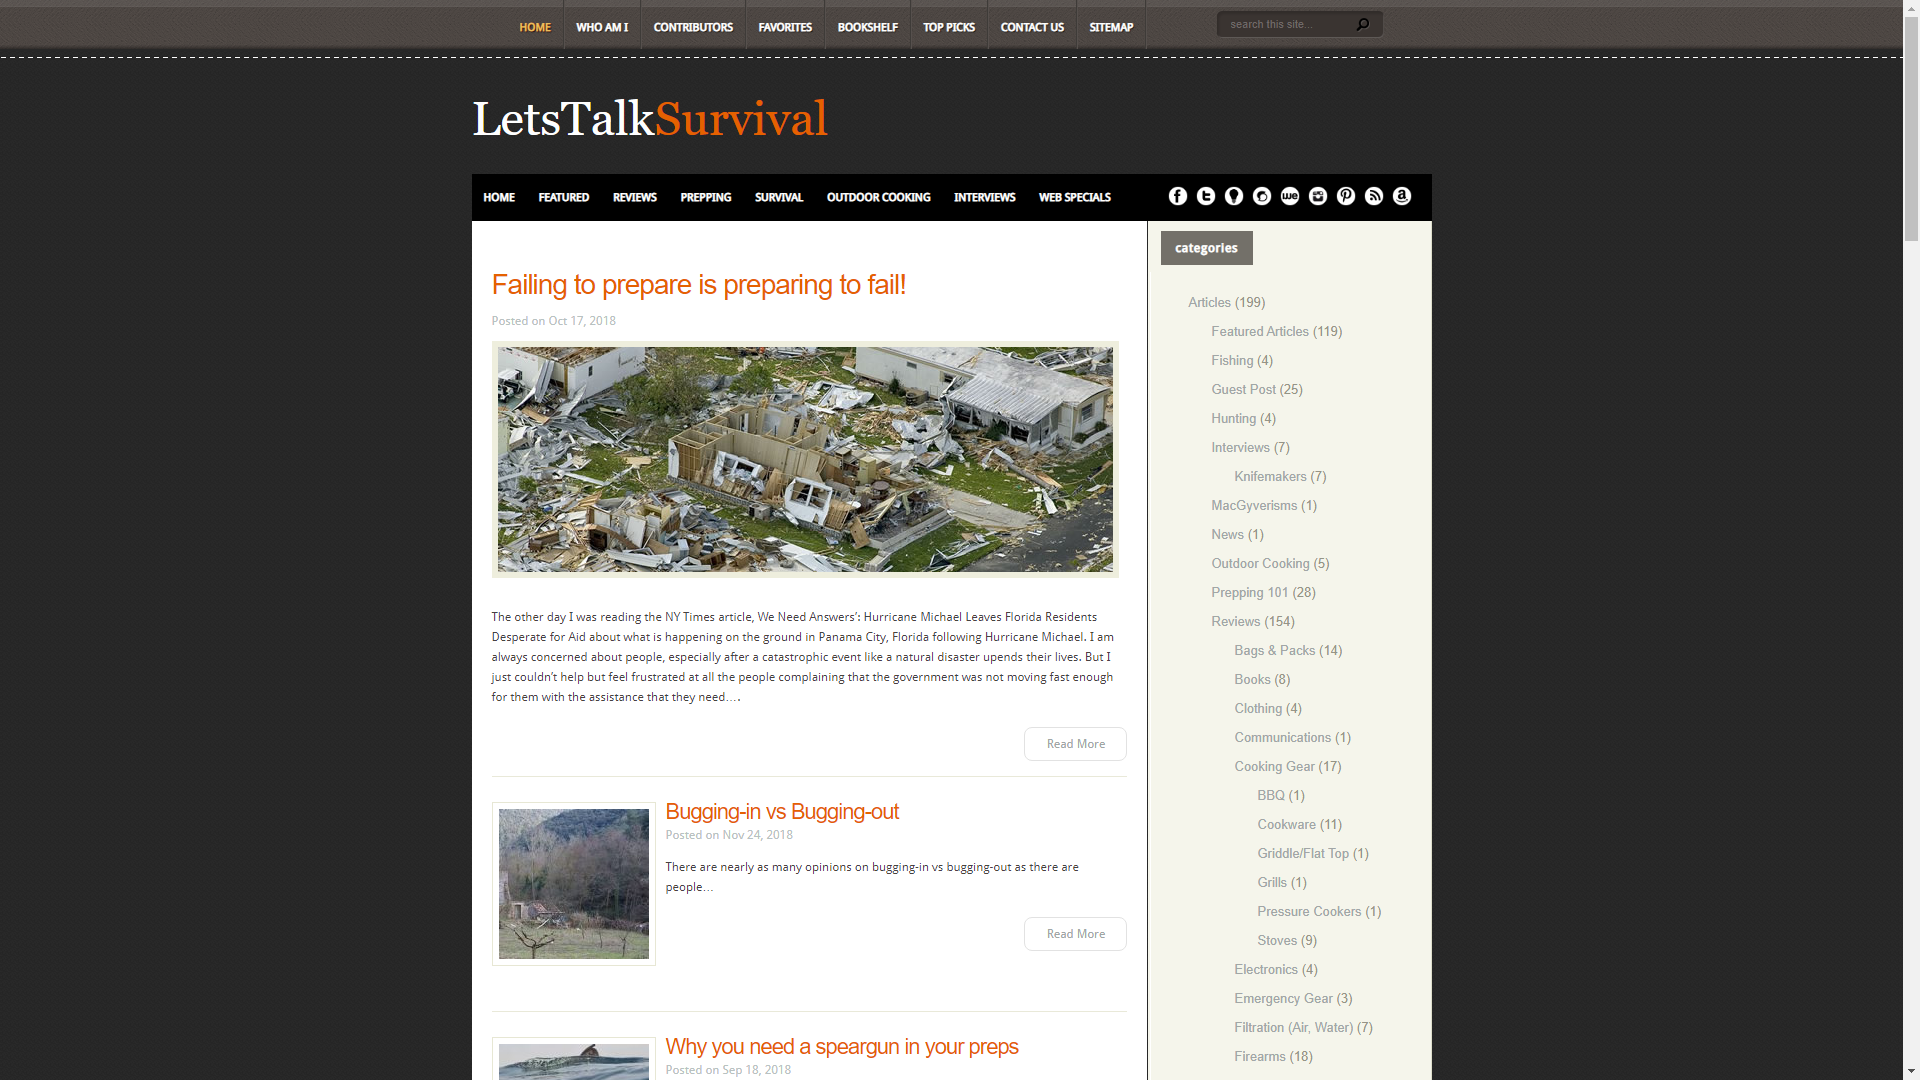 HOME WHO AM I CONTRIBUTORS FAVORITES BOOKSHELF TOP PICKS CONTACT US SITEMAP search this site...
LetsTalkSurvival
HOME FEATURED REVIEWS PREPPING SURVIVAL OUTDOOR COOKING INTERVIEWS WEB SPECIALS
Failing to prepare is preparing to fail!
Posted on Oct 17, 2018
The other day I was reading the NY Times article, We Need Answers’: Hurricane Michael Leaves Florida Residents
Desperate for Aid about what is happening on the ground in Panama City, Florida following Hurricane Michael. I am
always concerned about people, especially after a catastrophic event like a natural disaster upends their lives. But I
just couldn’t help but feel frustrated at all the people complaining that the government was not moving fast enough
for them with the assistance that they need….
Read More
Bugging-in vs Bugging-out
Posted on Nov 24, 2018
There are nearly as many opinions on bugging-in vs bugging-out as there are
people…
Read More
Why you need a speargun in your preps
Posted on Sep 18, 2018
categories
Articles (199)
Featured Articles (119)
Fishing (4)
Guest Post (25)
Hunting (4)
Interviews (7)
Knifemakers (7)
MacGyverisms (1)
News (1)
Outdoor Cooking (5)
Prepping 101 (28)
Reviews (154)
Bags & Packs (14)
Books (8)
Clothing (4)
Communications (1)
Cooking Gear (17)
BBQ (1)
Cookware (11)
Griddle/Flat Top (1)
Grills (1)
Pressure Cookers (1)
Stoves (9)
Electronics (4)
Emergency Gear (3)
Filtration (Air, Water) (7)
Firearms (18)